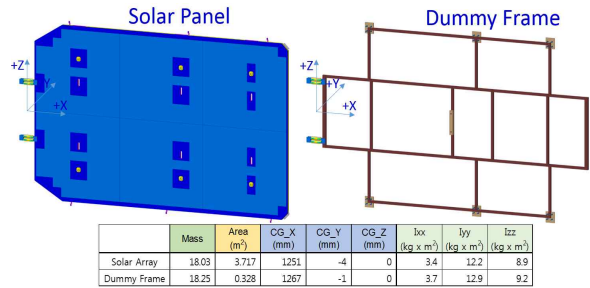 Solar Panel
Dummy Frame
+Z
Y
+X
+Z
+Y
+X
Mass Area (m²) CG_X (mm) CG_Y (mm) CG_Z (mm) Ixx (kg x m²) Iyy (kg x m²) Izz (kg x m²)
Solar Array 18.03 3.717 1251 -4 0 3.4 12.2 8.9
Dummy Frame 18.25 0.328 1267 -1 0 3.7 12.9 9.2